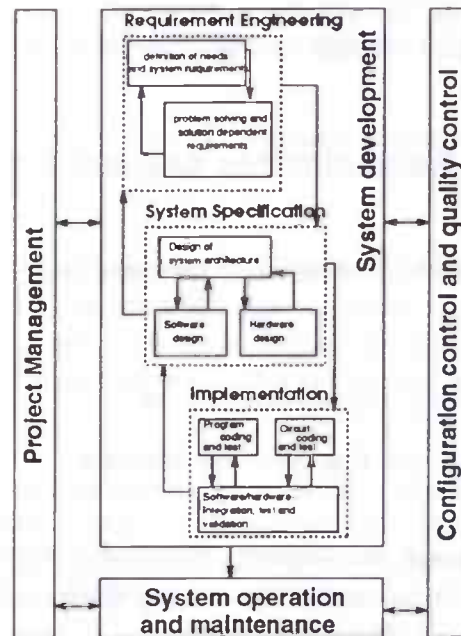 Requirement Engineering
definition of needs
and system ruquirements
problem solving and
solution dependent
requirements
System development
System Specification
Design of
system architecture
Software
design
Hardware
design
Implementation
Program
coding
and test
Circuit
coding
and test
Software/hardware
integration, test and
validation
Project Management
Configuration control and quality control
System operation
and maintenance